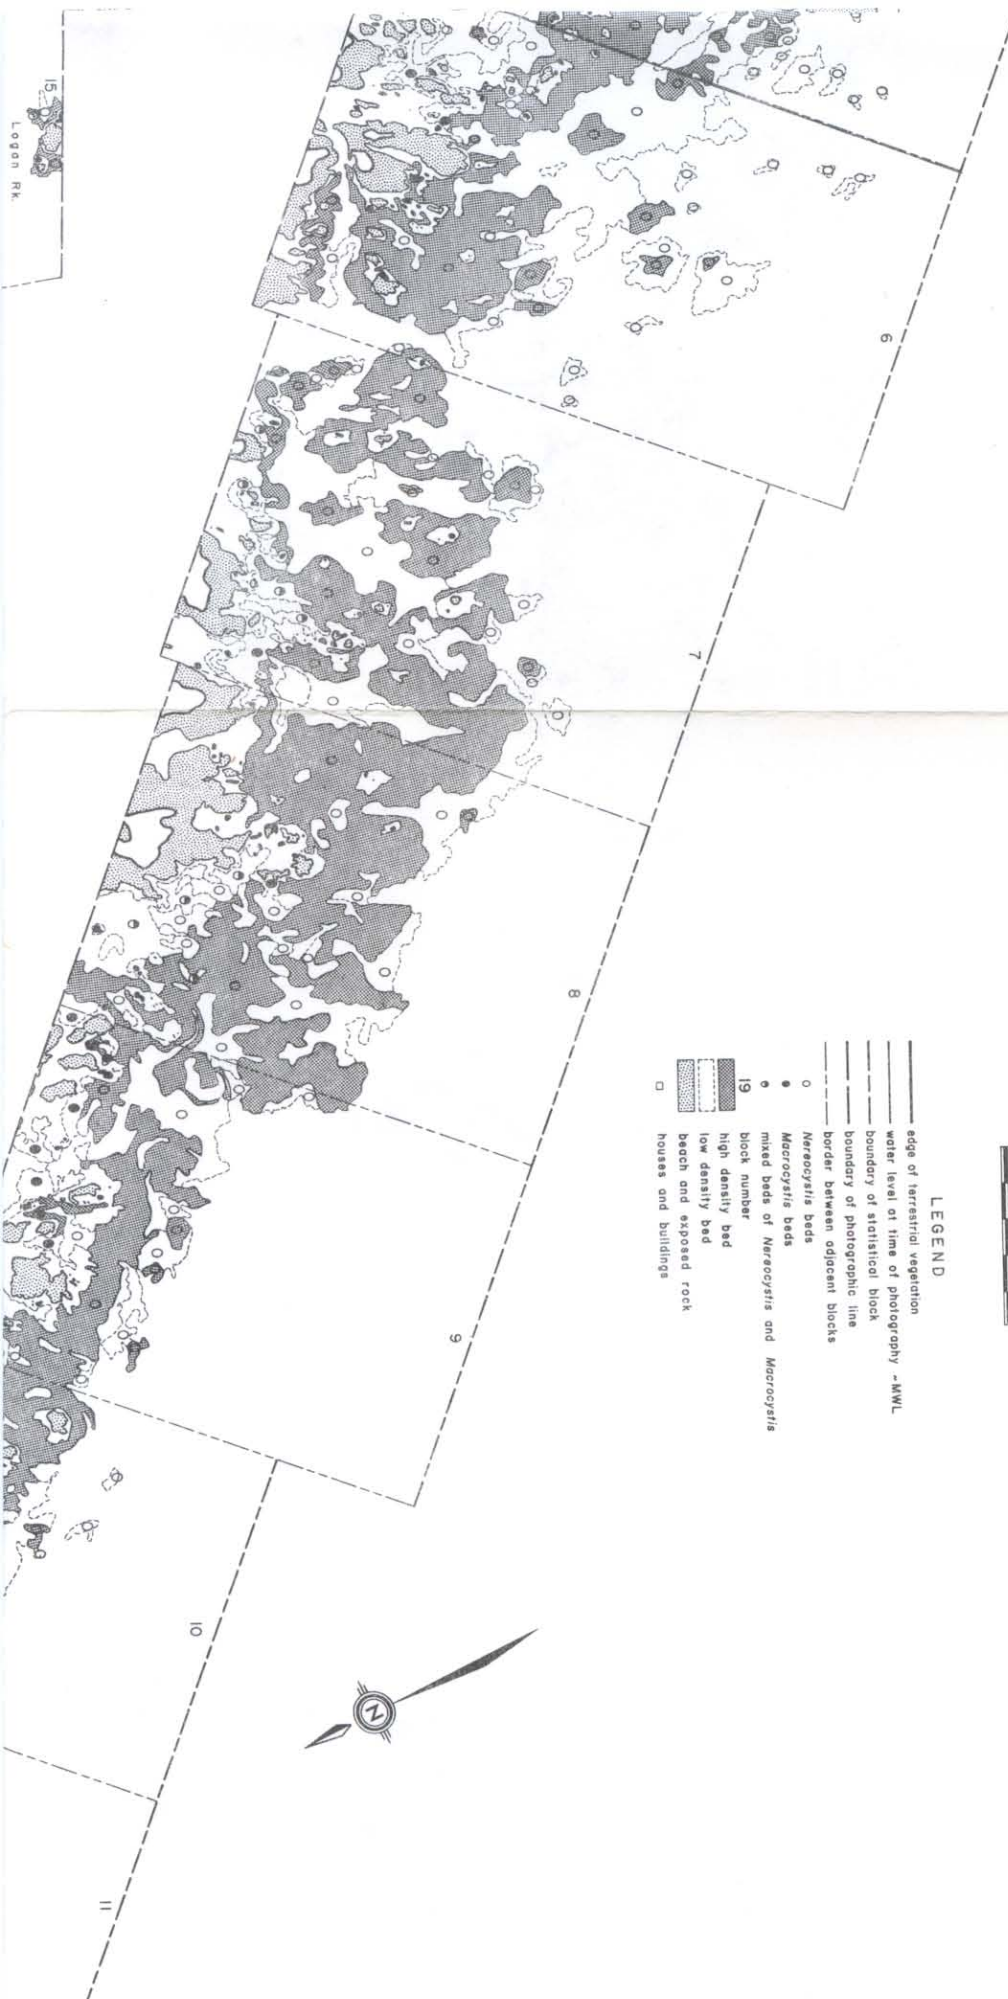 15
Logan Rk.
6
7
8
9
10
11
LEGEND
edge of terrestrial vegetation
water level at time of photography - MWL
boundary of statistical block
boundary of photographic line
border between adjacent blocks
Nereocystis beds
Macrocystis beds
mixed beds of Nereocystis and Macrocystis
19 block number
high density bed
low density bed
beach and exposed rock
houses and buildings
N